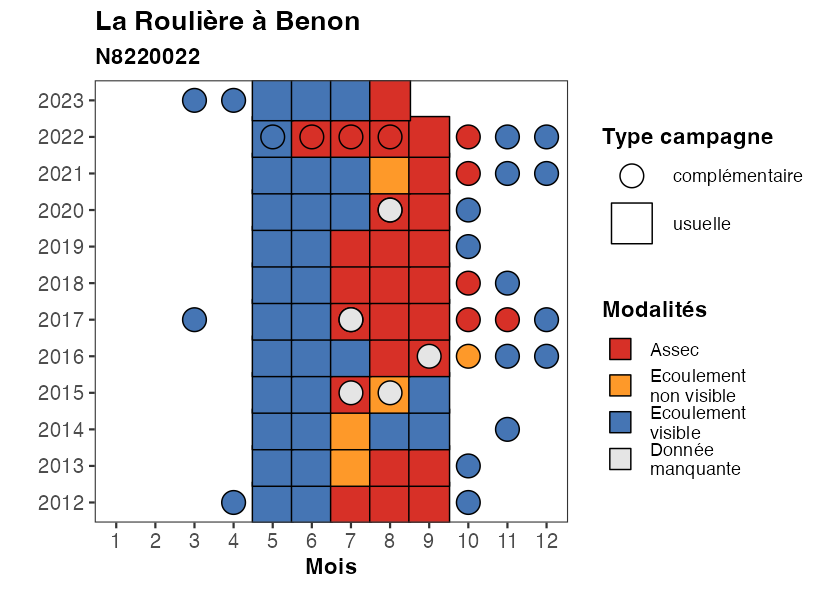 La Roulière à Benon
N8220022
2023
2022
2021
2020
2019
2018
2017
2016
2015
2014
2013
2012
1 2 3 4 5 6 7 8 9 10 11 12
Mois
Type campagne
complémentaire
usuelle
Modalités
Assec
Ecoulement
non visible
Ecoulement
visible
Donnée
manquante